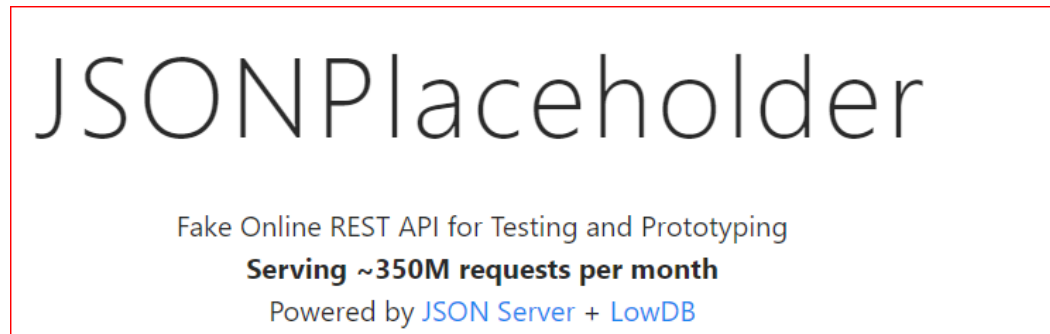 JSONPlaceholder
Fake Online REST API for Testing and Prototyping
Serving ~350M requests per month
Powered by JSON Server + LowDB